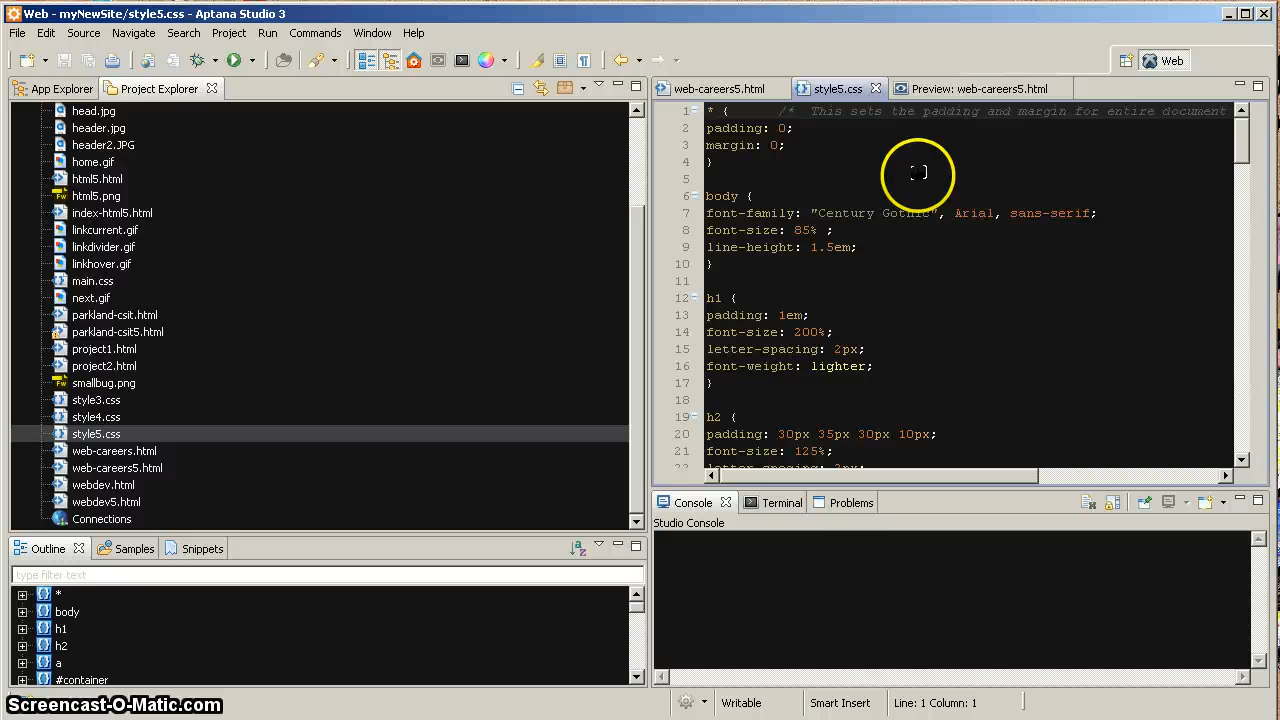 Web - myNewSite/style5.css - Aptana Studio 3
File Edit Source Navigate Search Project Run Commands Window Help
Web
App Explorer Project Explorer
head.jpg
header.jpg
header2.JPG
home.gif
html5.html
html5.png
index-html5.html
linkcurrent.gif
linkdivider.gif
linkhover.gif
main.css
next.gif
parkland-csit.html
parkland-csit5.html
project1.html
project2.html
smallbug.png
style3.css
style4.css
style5.css
web-carers.html
web-careers5.html
webdev.html
webdev5.html
Connections
Outline Samples Snippets
type filter text
*
body
h1
h2
a
#container
web-careers5.html style5.css Preview: web-careers5.html
1 * { /* This sets the padding and margin for entire document
2 padding: 0;
3 margin: 0;
4 }
5
6 body {
7 font-family: "Century Gothic", Arial, sans-serif;
8 font-size: 85% ;
9 line-height: 1.5em;
10 }
11
12 h1 {
13 padding: 1em;
14 font-size: 200%;
15 letter-spacing: 2px;
16 font-weight: lighter;
17 }
18
19 h2 {
20 padding: 30px 35px 30px 10px;
21 font-size: 125%;
22 letter-spacing: 2px;
Console Terminal Problems
Studio Console
Writable Smart Insert Line: 1 Column: 1
Screencast-O-Matic.com